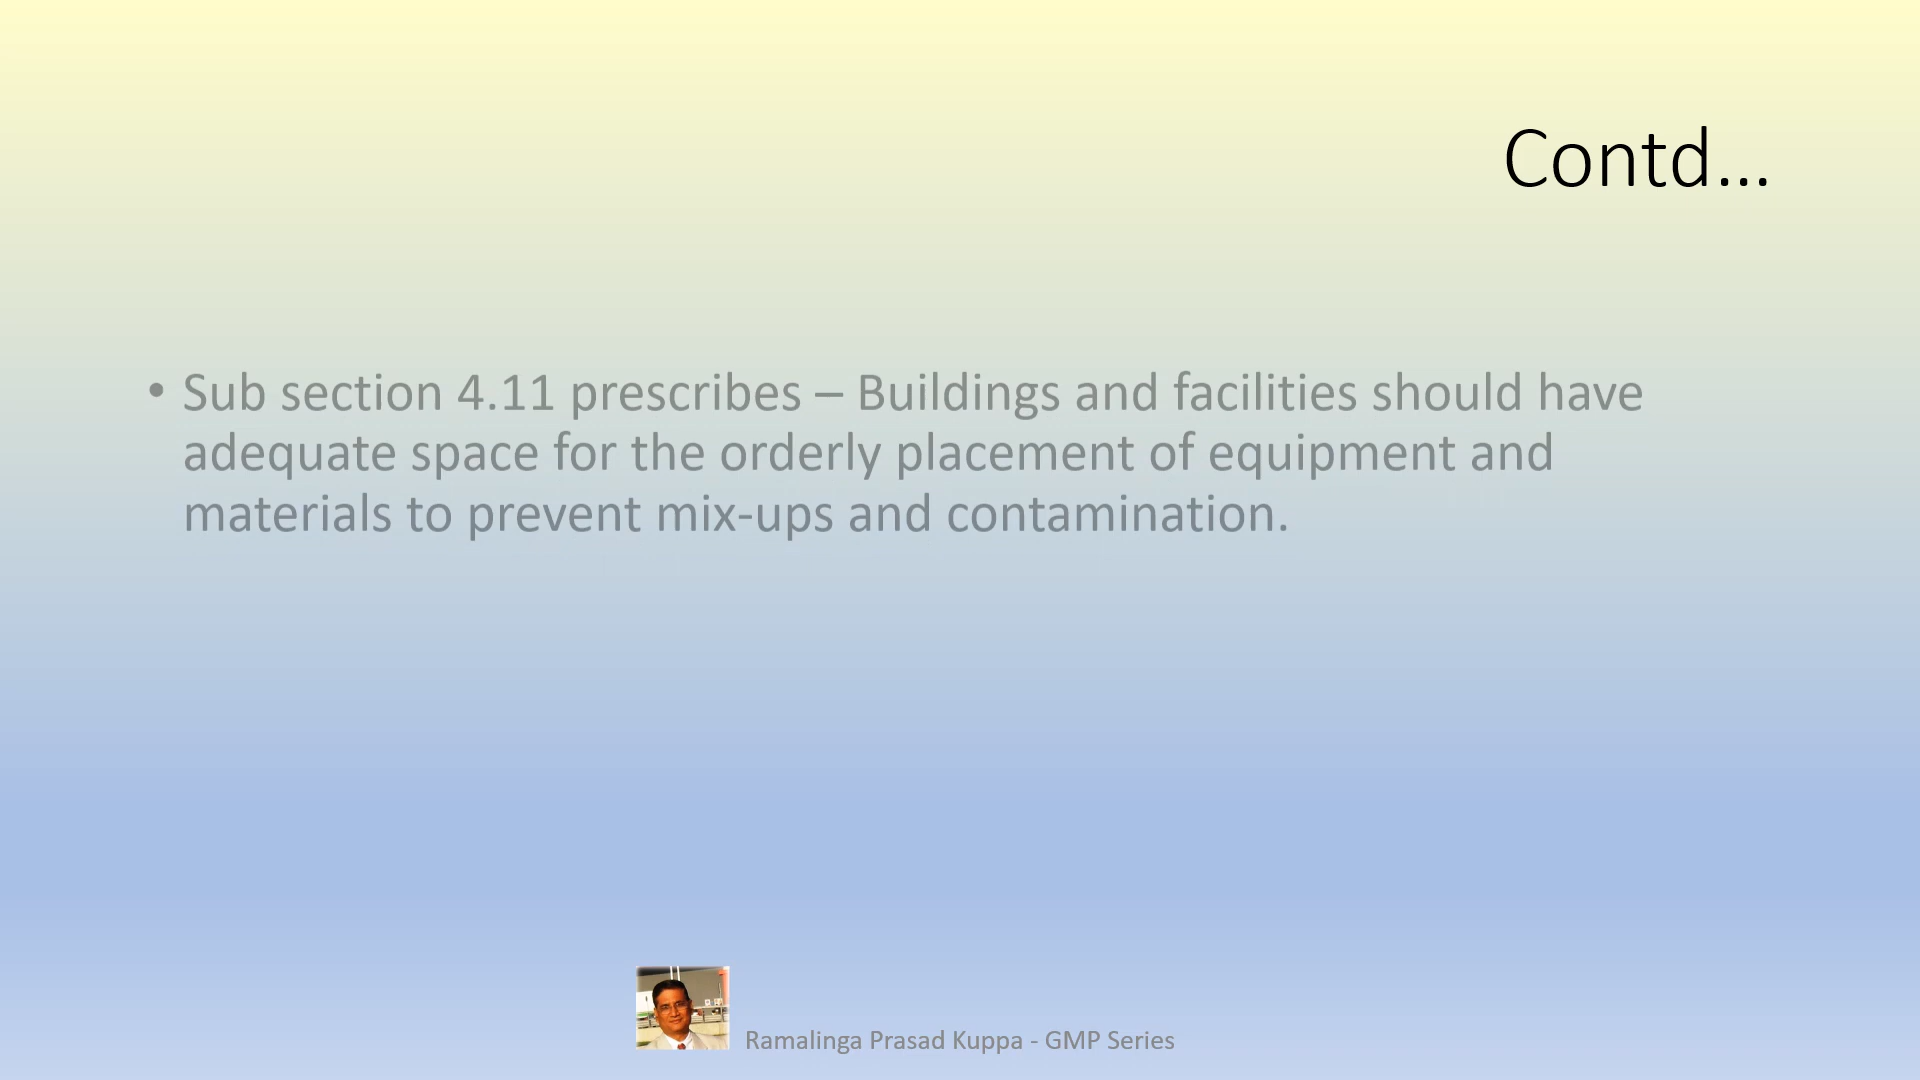 Contd...
• Sub section 4.11 prescribes – Buildings and facilities should have
adequate space for the orderly placement of equipment and
materials to prevent mix-ups and contamination.
Ramalinga Prasad Kuppa - GMP Series